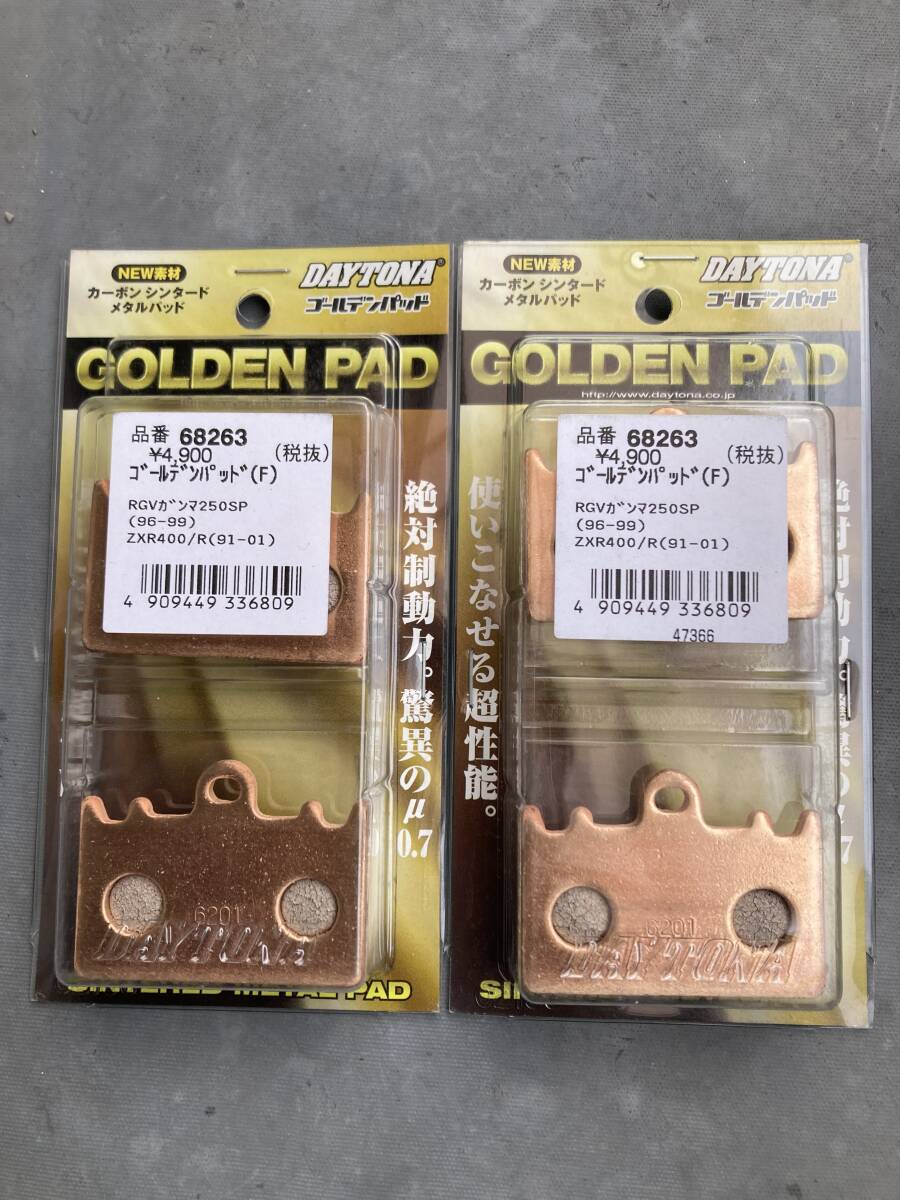 NEW素材
カーボン シンタード
メタルパッド
DAYTONA®
ゴールデンパッド
GOLDEN PAD
品番 68263
¥4,900 (税抜)
ｺﾞｰﾙﾃﾞﾝﾊﾟｯﾄﾞ(F)
RGVｶﾞﾝﾏ250SP
(96-99)
ZXR400/R(91-01)
4 909449 336809
絶対制動力。驚異のμ
0.7
6201
DAYTONA
SINTERED METAL PAD
NEW素材
カーボン シンタード
メタルパッド
DAYTONA®
ゴールデンパッド
GOLDEN PAD
http://www.daytona.co.jp
品番 68263
¥4,900 (税抜)
ｺﾞｰﾙﾃﾞﾝﾊﾟｯﾄﾞ(F)
RGVｶﾞﾝﾏ250SP
(96-99)
ZXR400/R(91-01)
4 909449 336809
47366
使いこなせる超性能。
6201
DAYTONA